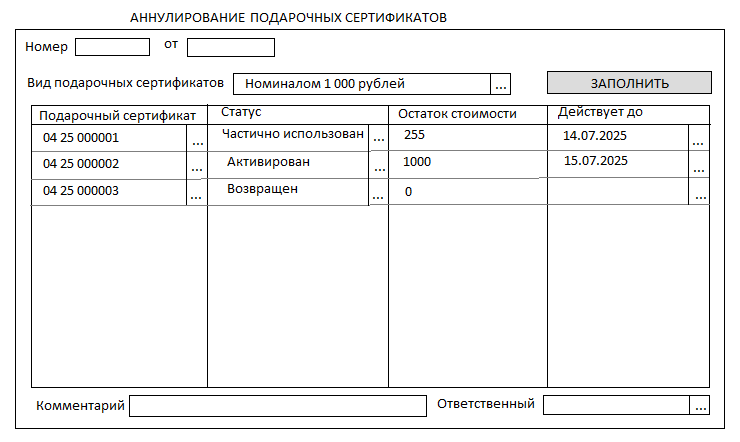 АННУЛИРОВАНИЕ ПОДАРОЧНЫХ СЕРТИФИКАТОВ
Номер от
Вид подарочных сертификатов Номиналом 1 000 рублей ... ЗАПОЛНИТЬ
Подарочный сертификат Статус Остаток стоимости Действует до
04 25 000001 ... Частично использован ... 255 14.07.2025 ...
04 25 000002 ... Активирован ... 1000 15.07.2025 ...
04 25 000003 ... Возвращен ... 0 ...
Комментарий Ответственный ...